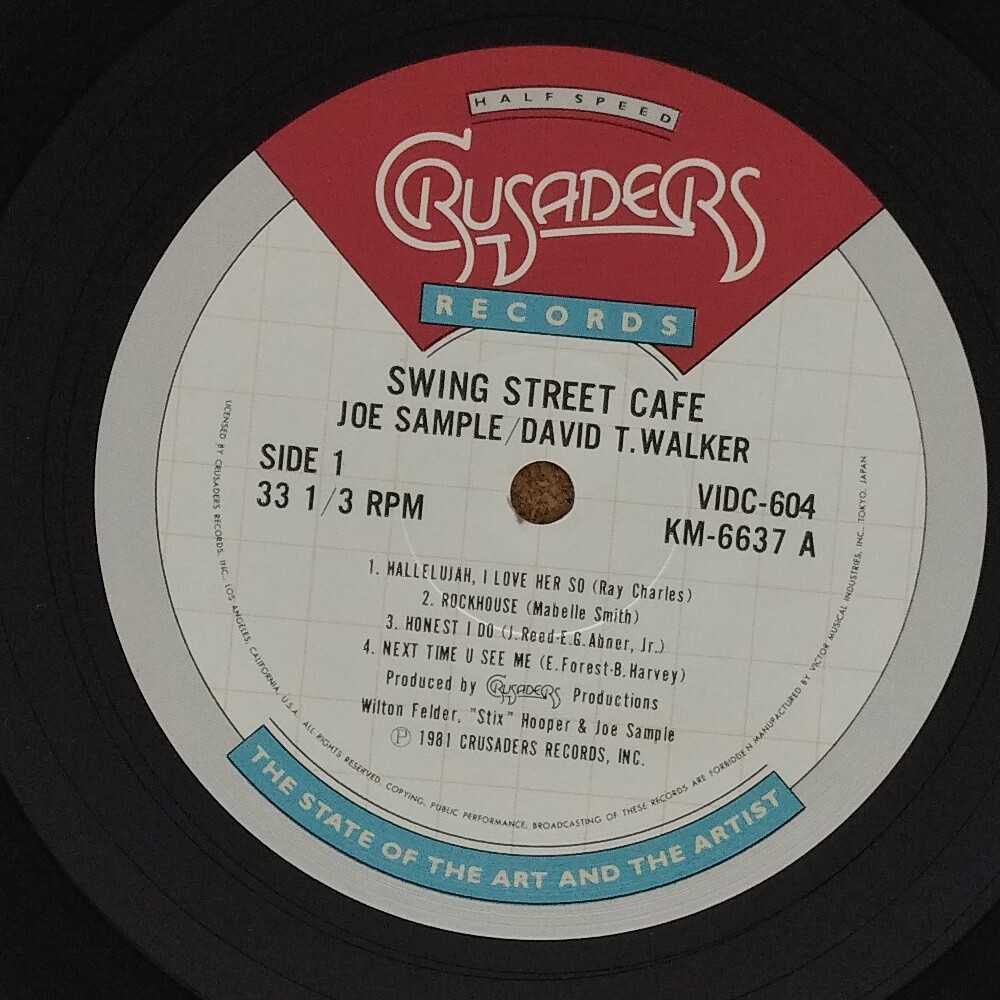 HALF SPEED
CRUSADERS
RECORDS
SWING STREET CAFE
JOE SAMPLE/DAVID T. WALKER
SIDE 1
33 1/3 RPM
VIDC-604
KM-6637 A
1. HALLELUJAH, I LOVE HER SO (Ray Charles)
2. ROCKHOUSE (Mabelle Smith)
3. HONEST I DO (J.Reed-E.G.Abner, Jr.)
4. NEXT TIME U SEE ME (E.Forest-B.Harvey)
Produced by CRUSADERS Productions
Wilton Felder, "Stix" Hooper & Joe Sample
℗ 1981 CRUSADERS RECORDS, INC.
LICENSED BY CRUSADERS RECORDS, INC., LOS ANGELES, CALIFORNIA, U.S.A. ALL RIGHTS RESERVED. COPYING, PUBLIC PERFORMANCE, BROADCASTING OF THESE RECORDS ARE FORBIDDEN MANUFACTURED BY VICTOR MUSICAL INDUSTRIES, INC., TOKYO, JAPAN
THE STATE OF THE ART AND THE ARTIST